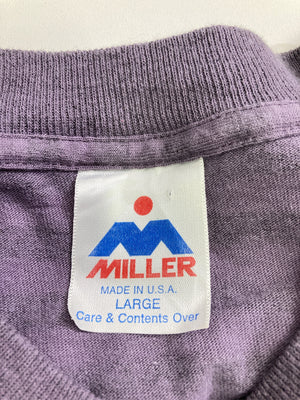 MILLER
MADE IN U.S.A.
LARGE
Care & Contents Over